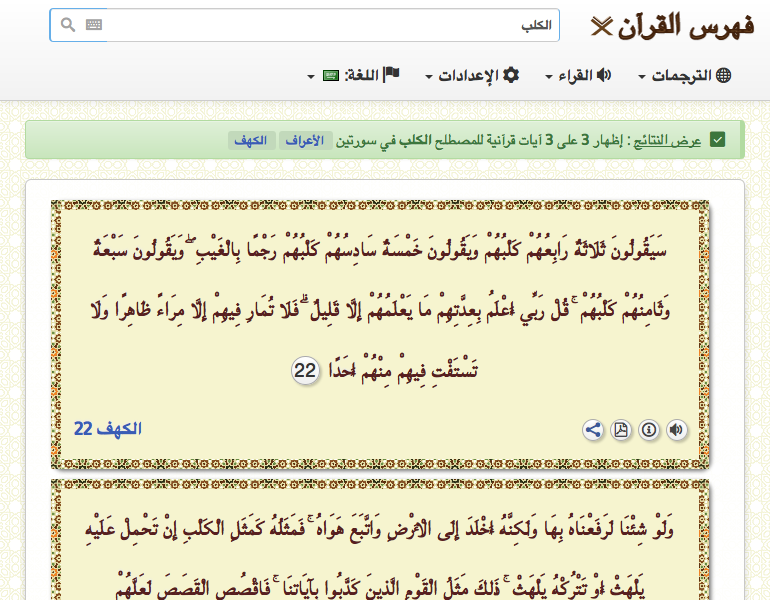 فهرس القرآن
الكلب
الترجمات القراء الإعدادات اللغة:
عرض النتائج : إظهار 3 على 3 آيات قرآنية للمصطلح الكلب في سورتين الأعراف الكهف
سَيَقُولُونَ ثَلَاثَةٌ رَابِعُهُمْ كَلْبُهُمْ وَيَقُولُونَ خَمْسَةٌ سَادِسُهُمْ كَلْبُهُمْ رَجْمًا بِالْغَيْبِ ۖ وَيَقُولُونَ سَبْعَةٌ
وَثَامِنُهُمْ كَلْبُهُمْ ۚ قُلْ رَبِّي أَعْلَمُ بِعِدَّتِهِمْ مَا يَعْلَمُهُمْ إِلَّا قَلِيلٌ ۗ فَلَا تُمَارِ فِيهِمْ إِلَّا مِرَاءً ظَاهِرًا وَلَا
تَسْتَفْتِ فِيهِمْ مِنْهُمْ أَحَدًا 22
الكهف 22
وَلَوْ شِئْنَا لَرَفَعْنَاهُ بِهَا وَلَٰكِنَّهُ أَخْلَدَ إِلَى الْأَرْضِ وَاتَّبَعَ هَوَاهُ ۚ فَمَثَلُهُ كَمَثَلِ الْكَلْبِ إِنْ تَحْمِلْ عَلَيْهِ
يَلْهَثْ أَوْ تَتْرُكْهُ يَلْهَثْ ۚ ذَٰلِكَ مَثَلُ الْقَوْمِ الَّذِينَ كَذَّبُوا بِآيَاتِنَا ۚ فَاقْصُصِ الْقَصَصَ لَعَلَّهُمْ